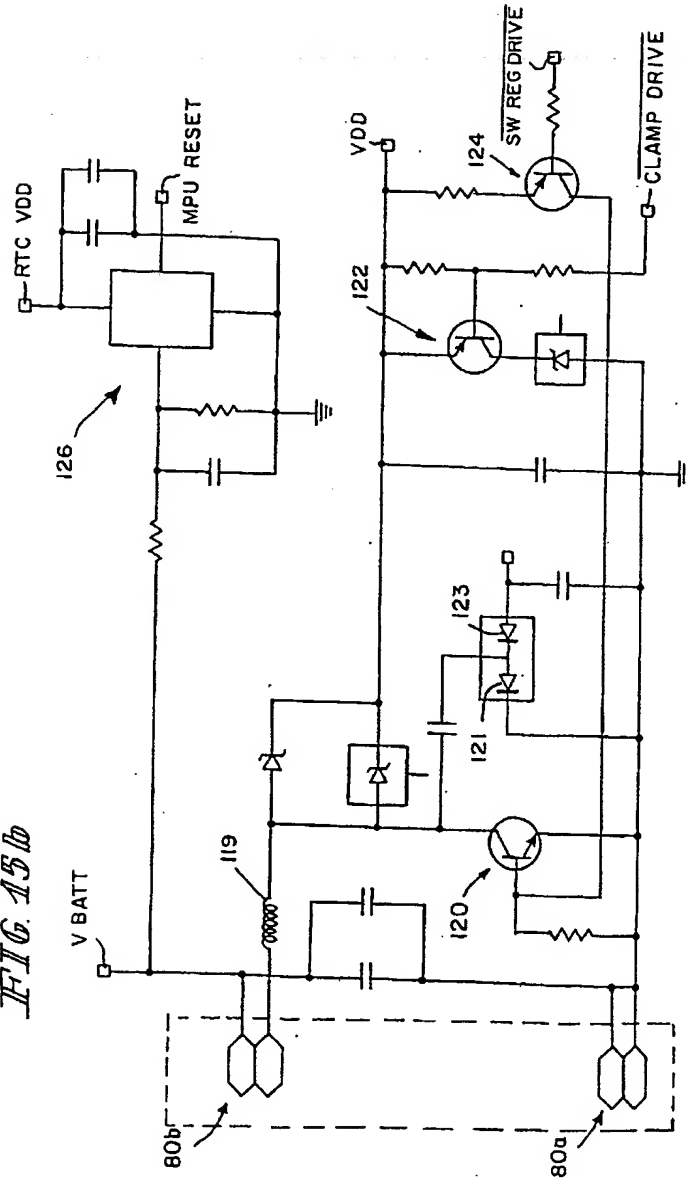 FIG. 15b
V BATT
RTC VDD
MPU RESET
126
VDD
SW REG DRIVE
124
CLAMP DRIVE
122
123
121
119
120
80b
80a